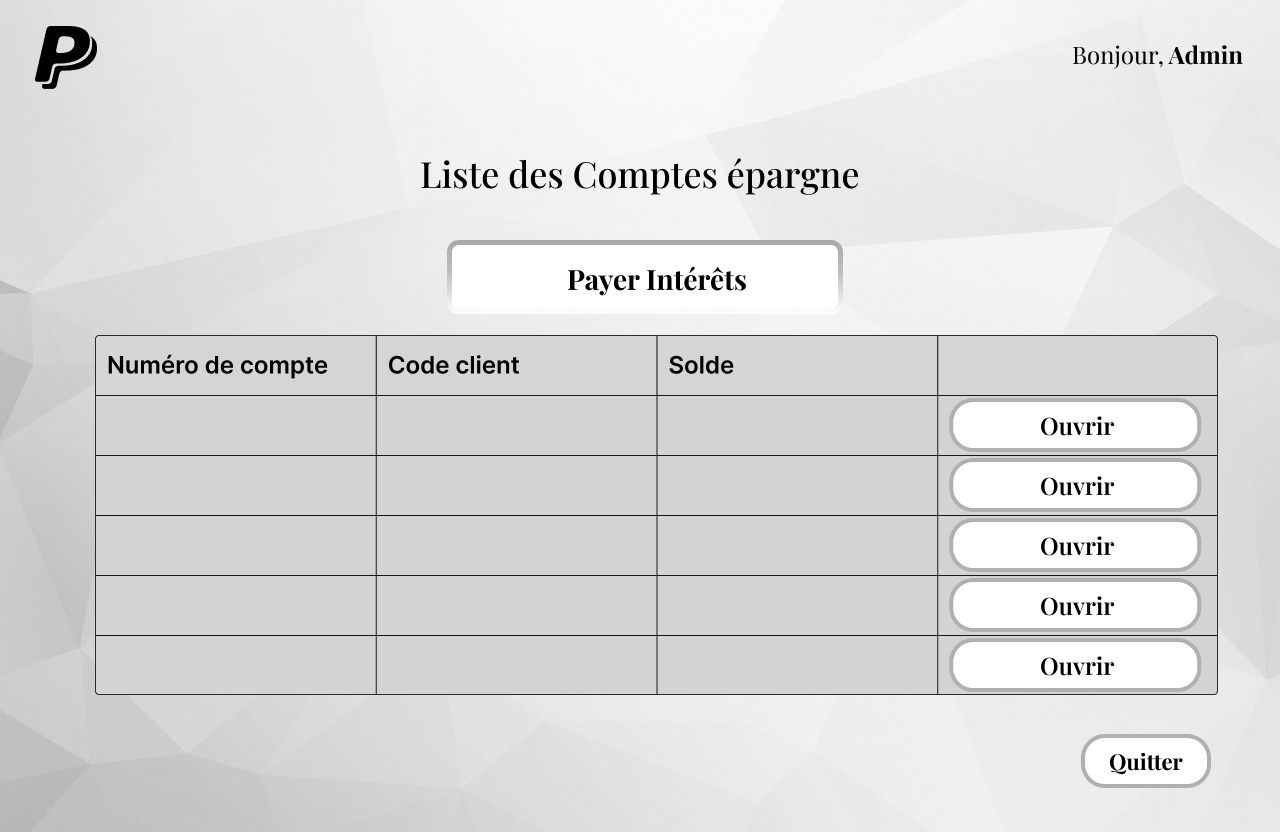 Bonjour, Admin
Liste des Comptes épargne
Payer Intérêts
Numéro de compte Code client Solde
Ouvrir
Ouvrir
Ouvrir
Ouvrir
Ouvrir
Quitter